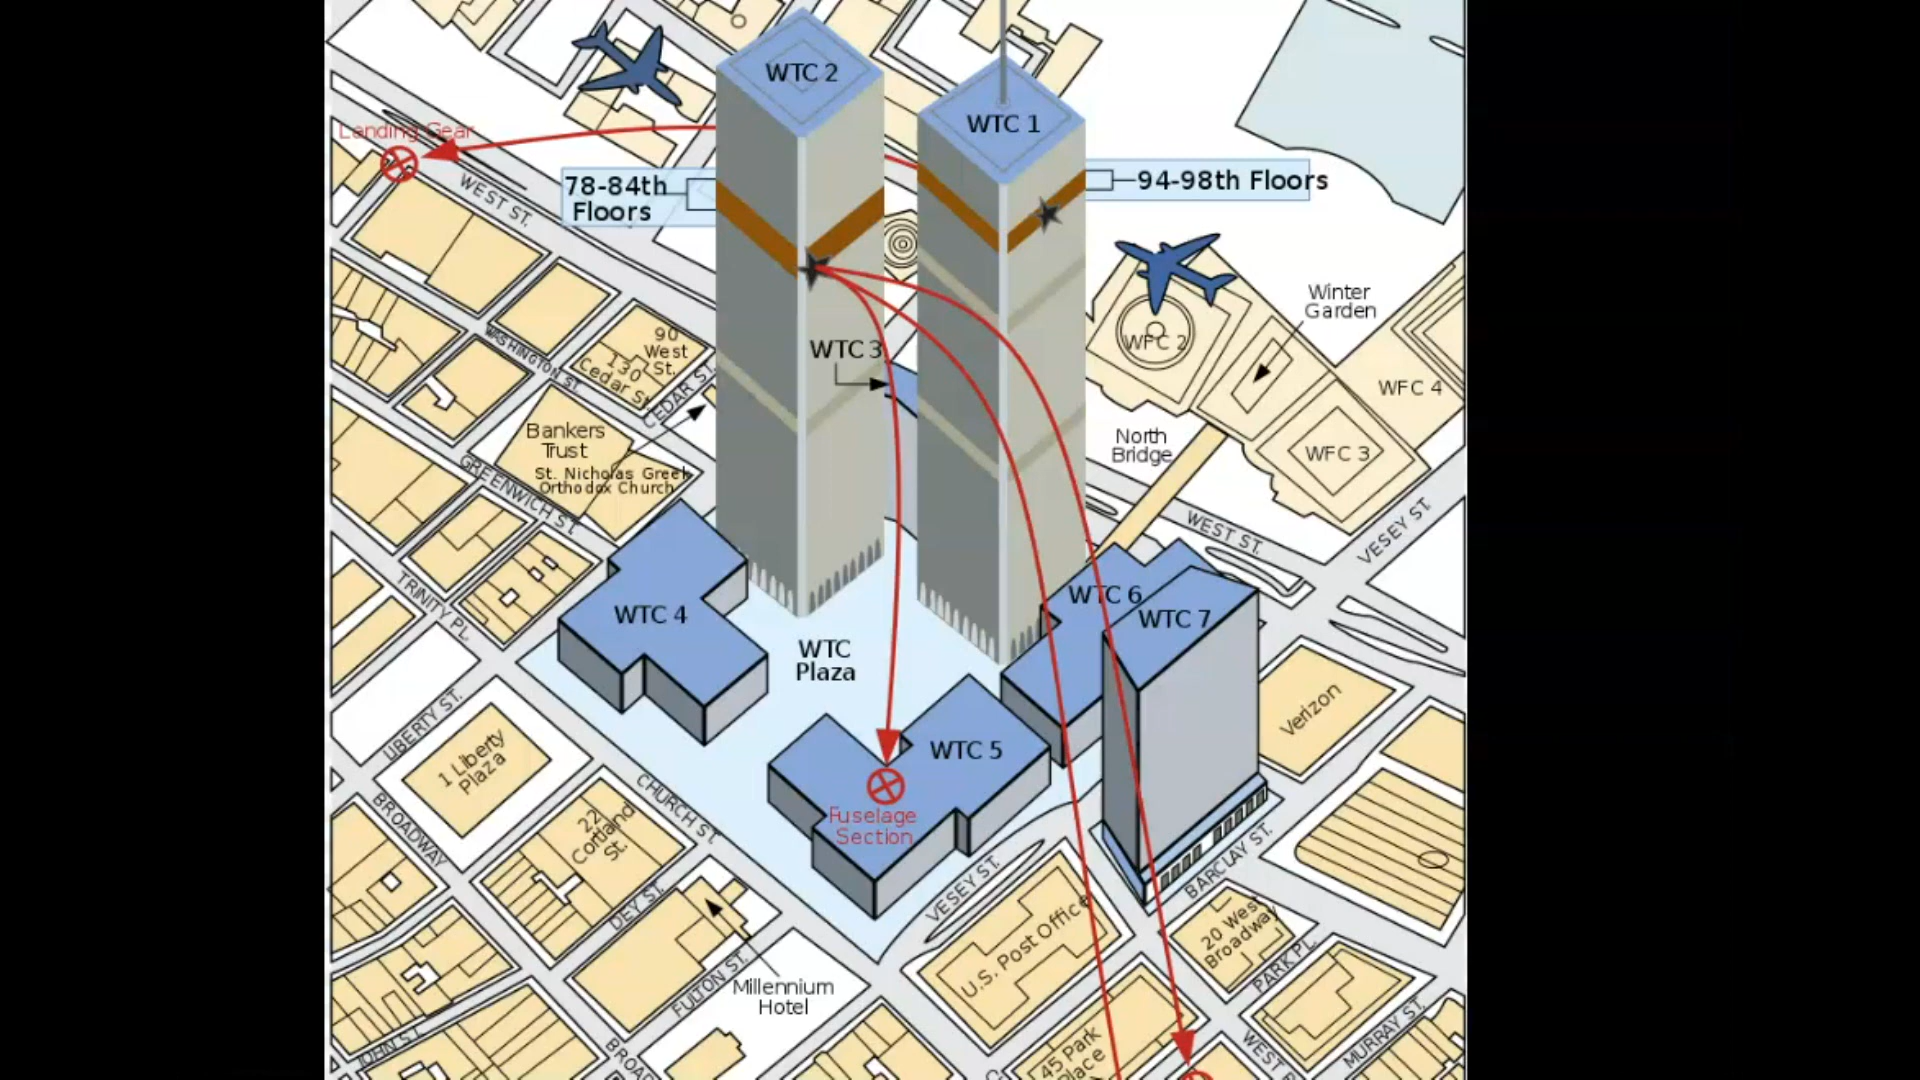 WTC 2
WTC 1
Landing Gear
WEST ST.
78-84th
Floors
94-98th Floors
Winter
Garden
WFC 2
WTC 3
90
West
St.
130
Cedar St.
CEDAR ST.
WASHINGTON ST.
WFC 4
Bankers
Trust
St. Nicholas Greek
Orthodox Church
North
Bridge
WFC 3
GREENWICH ST.
WEST ST.
VESEY ST.
TRINITY PL.
WTC 4
WTC 6
WTC 7
WTC
Plaza
LIBERTY ST.
1 Liberty
Plaza
Verizon
WTC 5
CHURCH ST.
BROADWAY
22
Cortland
St.
Fuselage
Section
BARCLAY ST.
VESEY ST.
DEY ST.
U.S. Post Office
20 West
Broadway
PARK PL.
FULTON ST.
Millennium
Hotel
JOHN ST.
45 Park
Place
MURRAY ST.